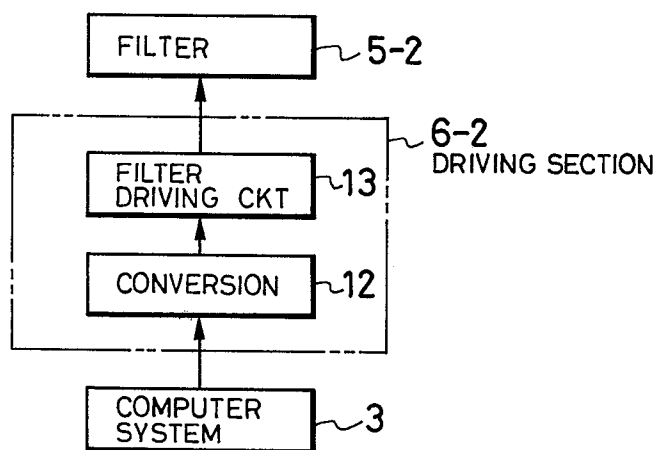 FILTER
5-2
6-2
DRIVING SECTION
FILTER
DRIVING CKT
13
CONVERSION
12
COMPUTER
SYSTEM
3